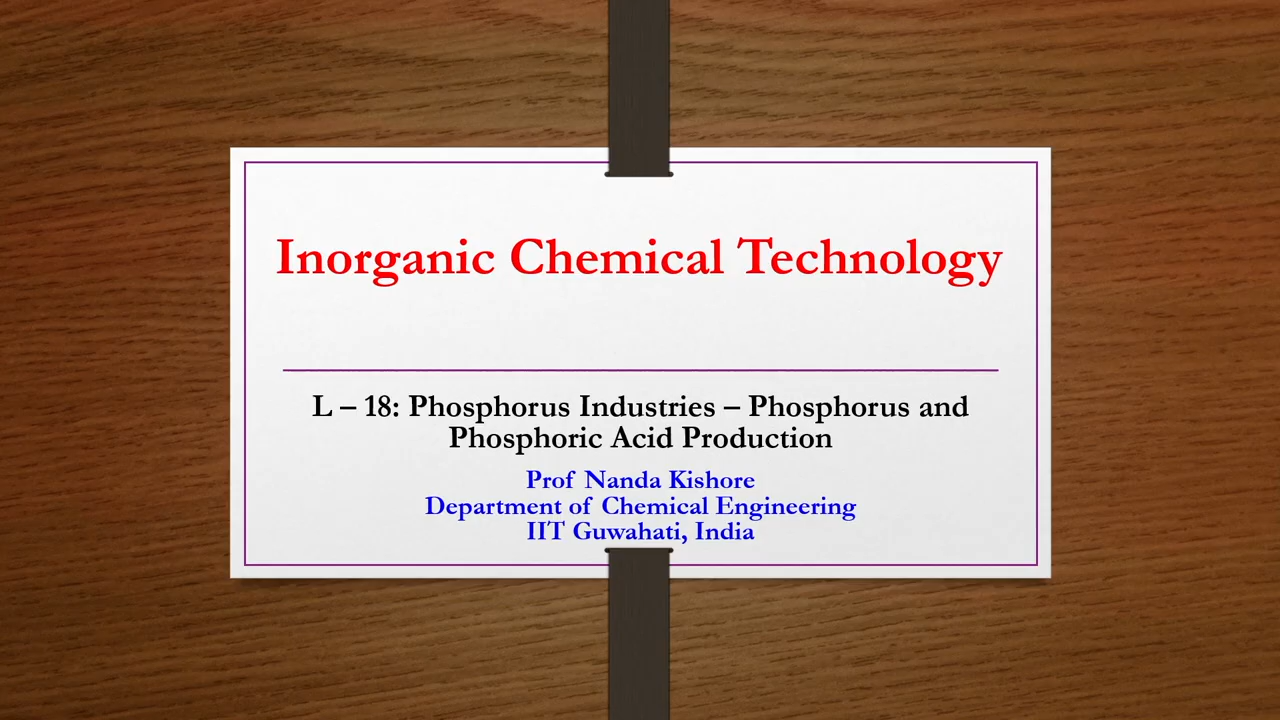 Inorganic Chemical Technology
L – 18: Phosphorus Industries – Phosphorus and
Phosphoric Acid Production
Prof Nanda Kishore
Department of Chemical Engineering
IIT Guwahati, India